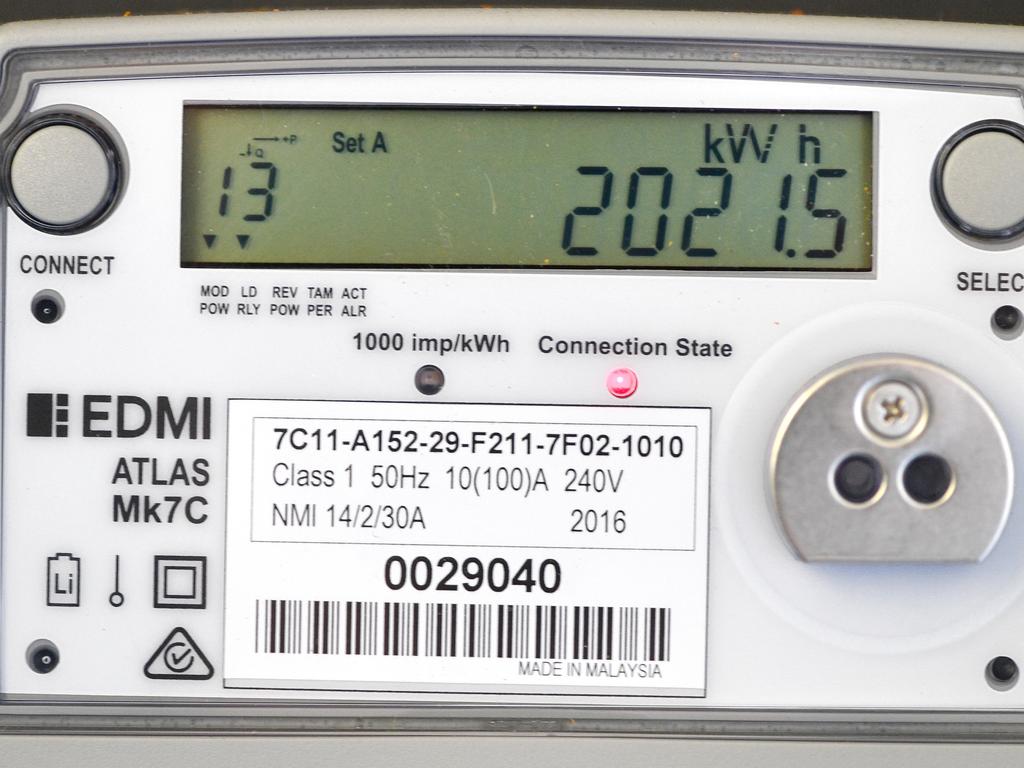 +P
Q
Set A
kWh
13
2021.5
CONNECT
SELEC
MOD LD REV TAM ACT
POW RLY POW PER ALR
1000 imp/kWh
Connection State
EDMI
ATLAS
Mk7C
7C11-A152-29-F211-7F02-1010
Class 1 50Hz 10(100)A 240V
NMI 14/2/30A 2016
0029040
MADE IN MALAYSIA
Li